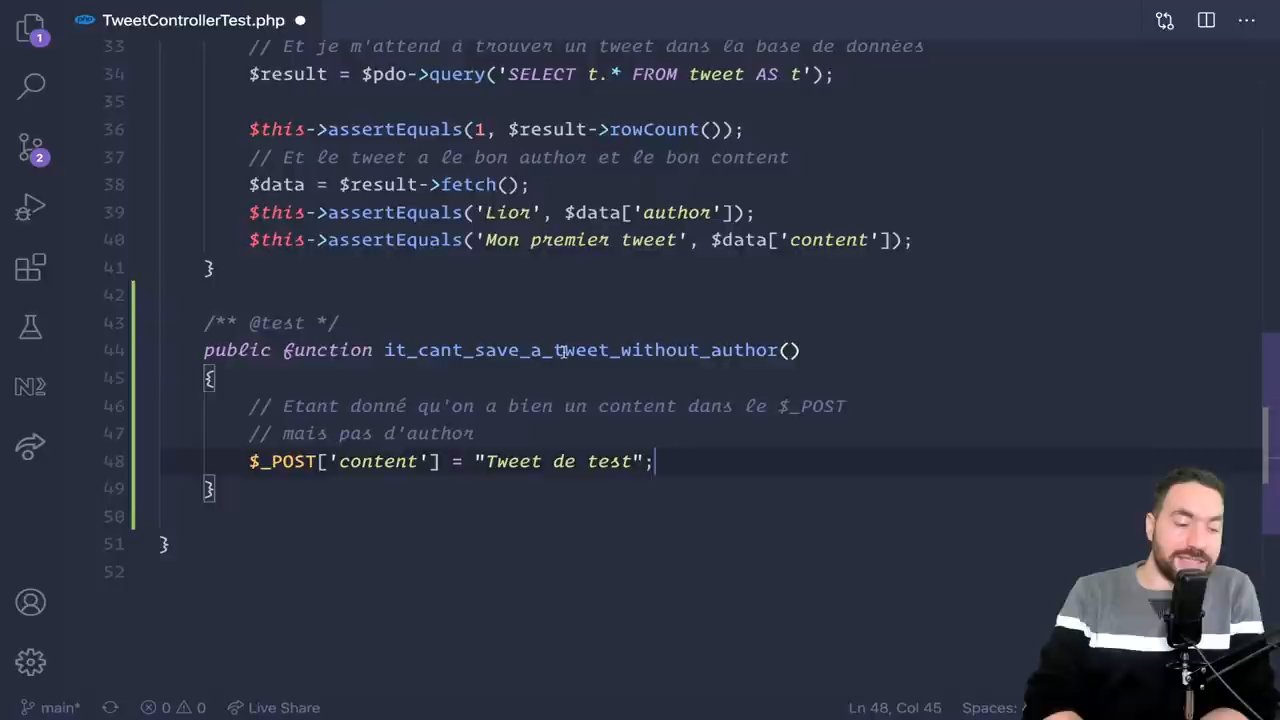 TweetControllerTest.php
1
33 // Et je m'attend à trouver un tweet dans la base de données
34 $result = $pdo->query('SELECT t.* FROM tweet AS t');
35
36 $this->assertEquals(1, $result->rowCount());
37 // Et le tweet a le bon author et le bon content
38 $data = $result->fetch();
39 $this->assertEquals('Lior', $data['author']);
40 $this->assertEquals('Mon premier tweet', $data['content']);
41 }
42
43 /** @test */
44 public function it_cant_save_a_tweet_without_author()
45 {
46 // Etant donné qu'on a bien un content dans le $_POST
47 // mais pas d'author
48 $_POST['content'] = "Tweet de test";
49 }
50
51 }
52
2
main* 0 0 Live Share Ln 48, Col 45 Spaces: